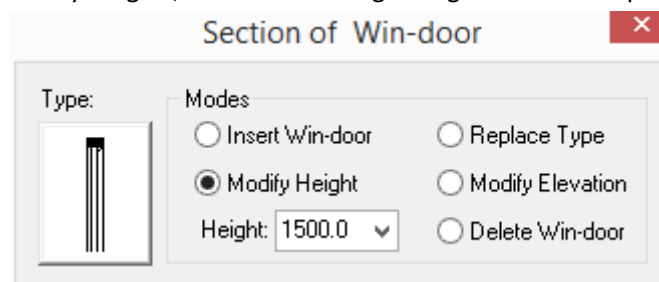 Section of Win-door
Type:
Modes
Insert Win-door
Replace Type
Modify Height
Modify Elevation
Height: 1500.0
Delete Win-door